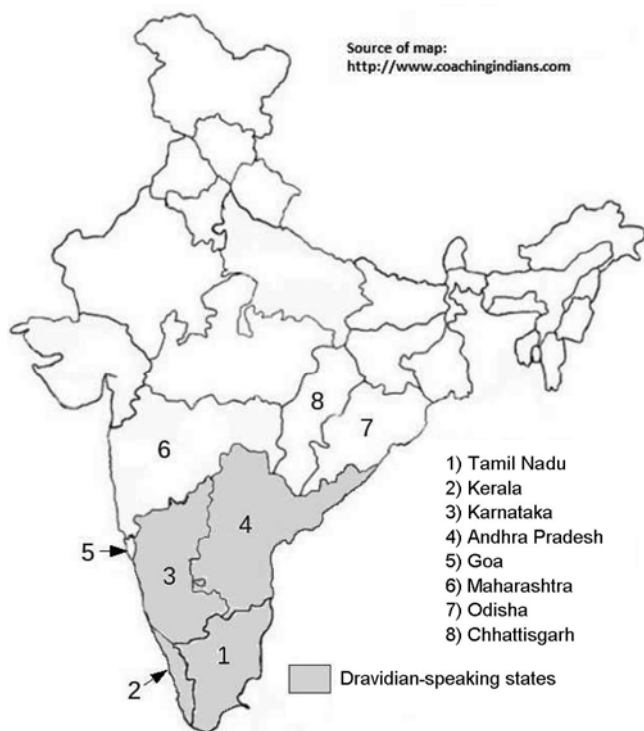 Source of map:
http://www.coachingindians.com
8
7
6
4
5
3
1
2
1) Tamil Nadu
2) Kerala
3) Karnataka
4) Andhra Pradesh
5) Goa
6) Maharashtra
7) Odisha
8) Chhattisgarh
Dravidian-speaking states